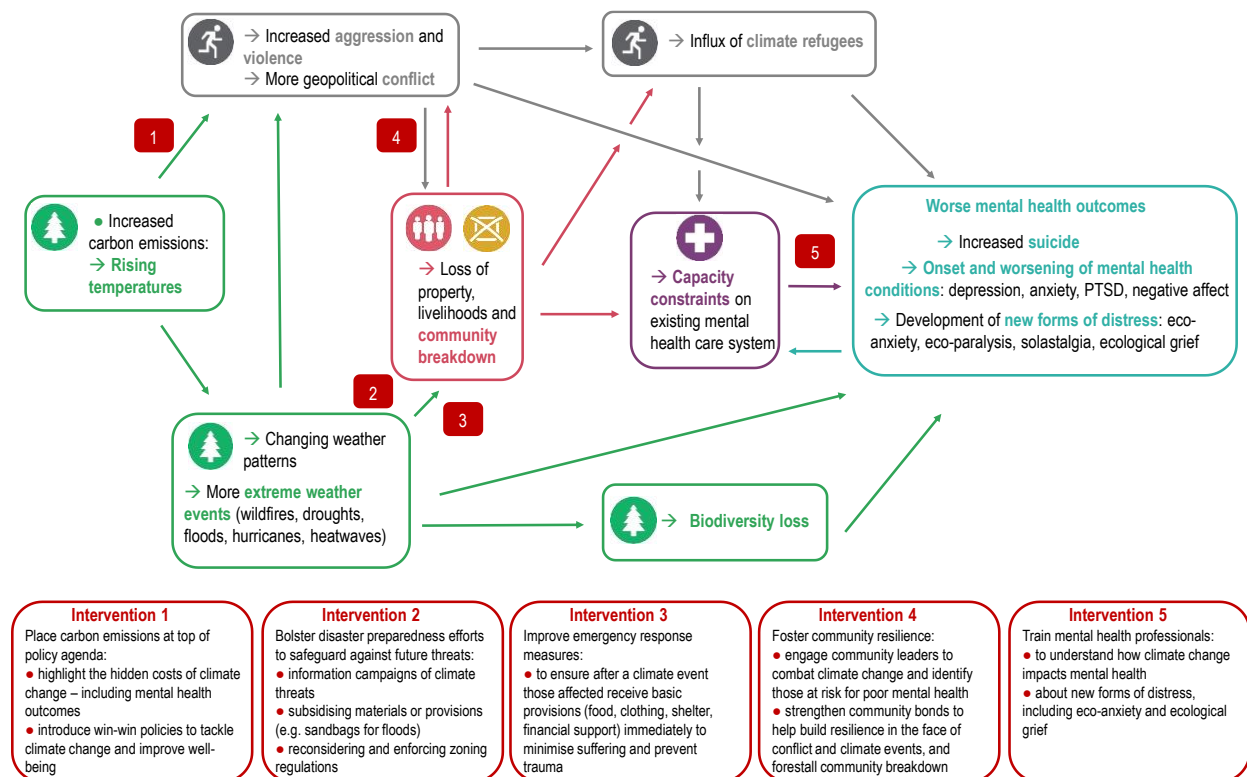 → Increased aggression and
violence
→ More geopolitical conflict
→ Influx of climate refugees
1
4
● Increased
carbon emissions:
→ Rising
temperatures
→ Loss of
property,
livelihoods and
community
breakdown
→ Capacity
constraints on
existing mental
health care system
5
Worse mental health outcomes
→ Increased suicide
→ Onset and worsening of mental health
conditions: depression, anxiety, PTSD, negative affect
→ Development of new forms of distress: eco-
anxiety, eco-paralysis, solastalgia, ecological grief
2
3
→ Changing weather
patterns
→ More extreme weather
events (wildfires, droughts,
floods, hurricanes, heatwaves)
→ Biodiversity loss
Intervention 1
Place carbon emissions at top of
policy agenda:
● highlight the hidden costs of climate
change – including mental health
outcomes
● introduce win-win policies to tackle
climate change and improve well-
being
Intervention 2
Bolster disaster preparedness efforts
to safeguard against future threats:
● information campaigns of climate
threats
● subsidising materials or provisions
(e.g. sandbags for floods)
● reconsidering and enforcing zoning
regulations
Intervention 3
Improve emergency response
measures:
● to ensure after a climate event
those affected receive basic
provisions (food, clothing, shelter,
financial support) immediately to
minimise suffering and prevent
trauma
Intervention 4
Foster community resilience:
● engage community leaders to
combat climate change and identify
those at risk for poor mental health
● strengthen community bonds to
help build resilience in the face of
conflict and climate events, and
forestall community breakdown
Intervention 5
Train mental health professionals:
● to understand how climate change
impacts mental health
● about new forms of distress,
including eco-anxiety and ecological
grief